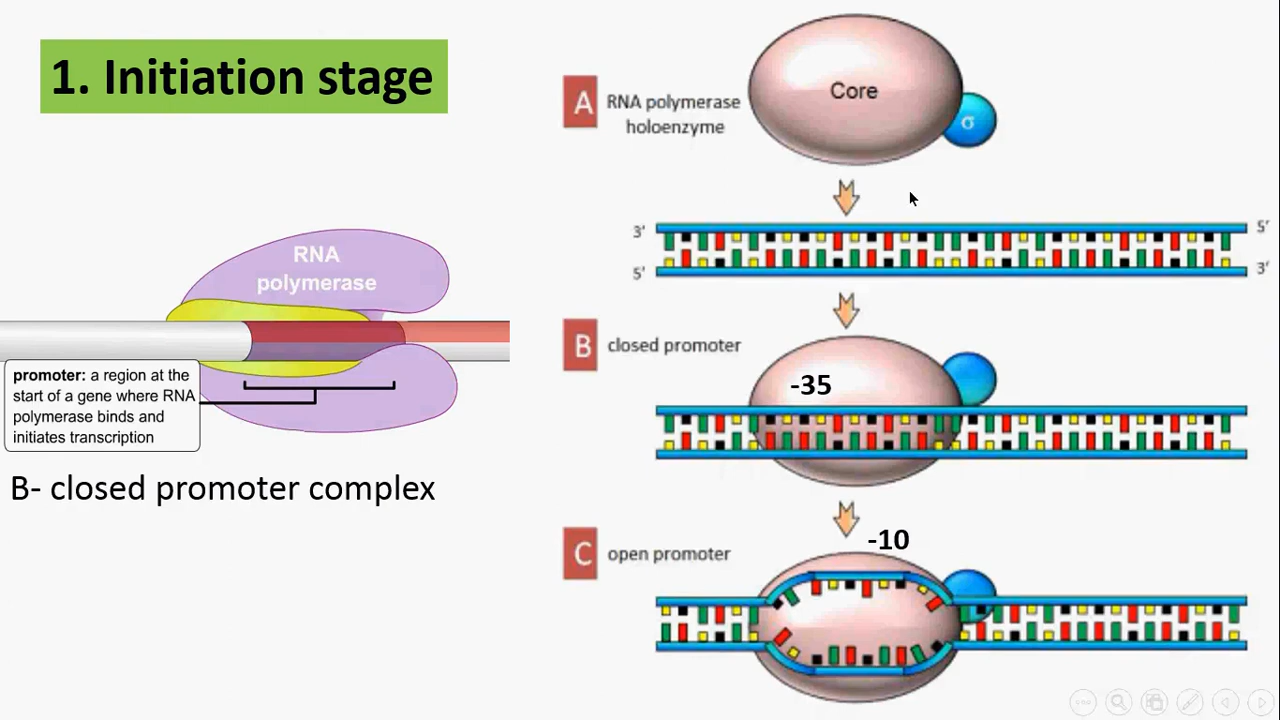 1. Initiation stage
RNA
polymerase
promoter: a region at the
start of a gene where RNA
polymerase binds and
initiates transcription
B- closed promoter complex
A
RNA polymerase
holoenzyme
Core
σ
3'
5'
5'
3'
B
closed promoter
-35
C
open promoter
-10